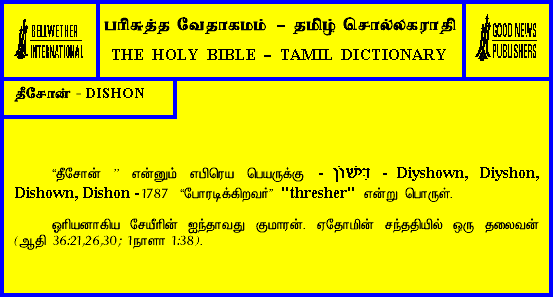 BELLWETHER
INTERNATIONAL
பரிசுத்த வேதாகமம் – தமிழ் சொல்லகராதி
THE HOLY BIBLE – TAMIL DICTIONARY
GOOD NEWS
PUBLISHERS
தீசோன் - DISHON
“தீசோன் ” என்னும் எபிரெய பெயருக்கு - דִּישׁוֹן - Diyshown, Diyshon,
Dishown, Dishon -1787 “போரடிக்கிறவர்” "thresher" என்று பொருள்.
ஓரியனாகிய சேயீரின் ஐந்தாவது குமாரன். ஏதோமின் சந்ததியில் ஒரு தலைவன்
(ஆதி 36:21,26,30; 1நாளா 1:38).